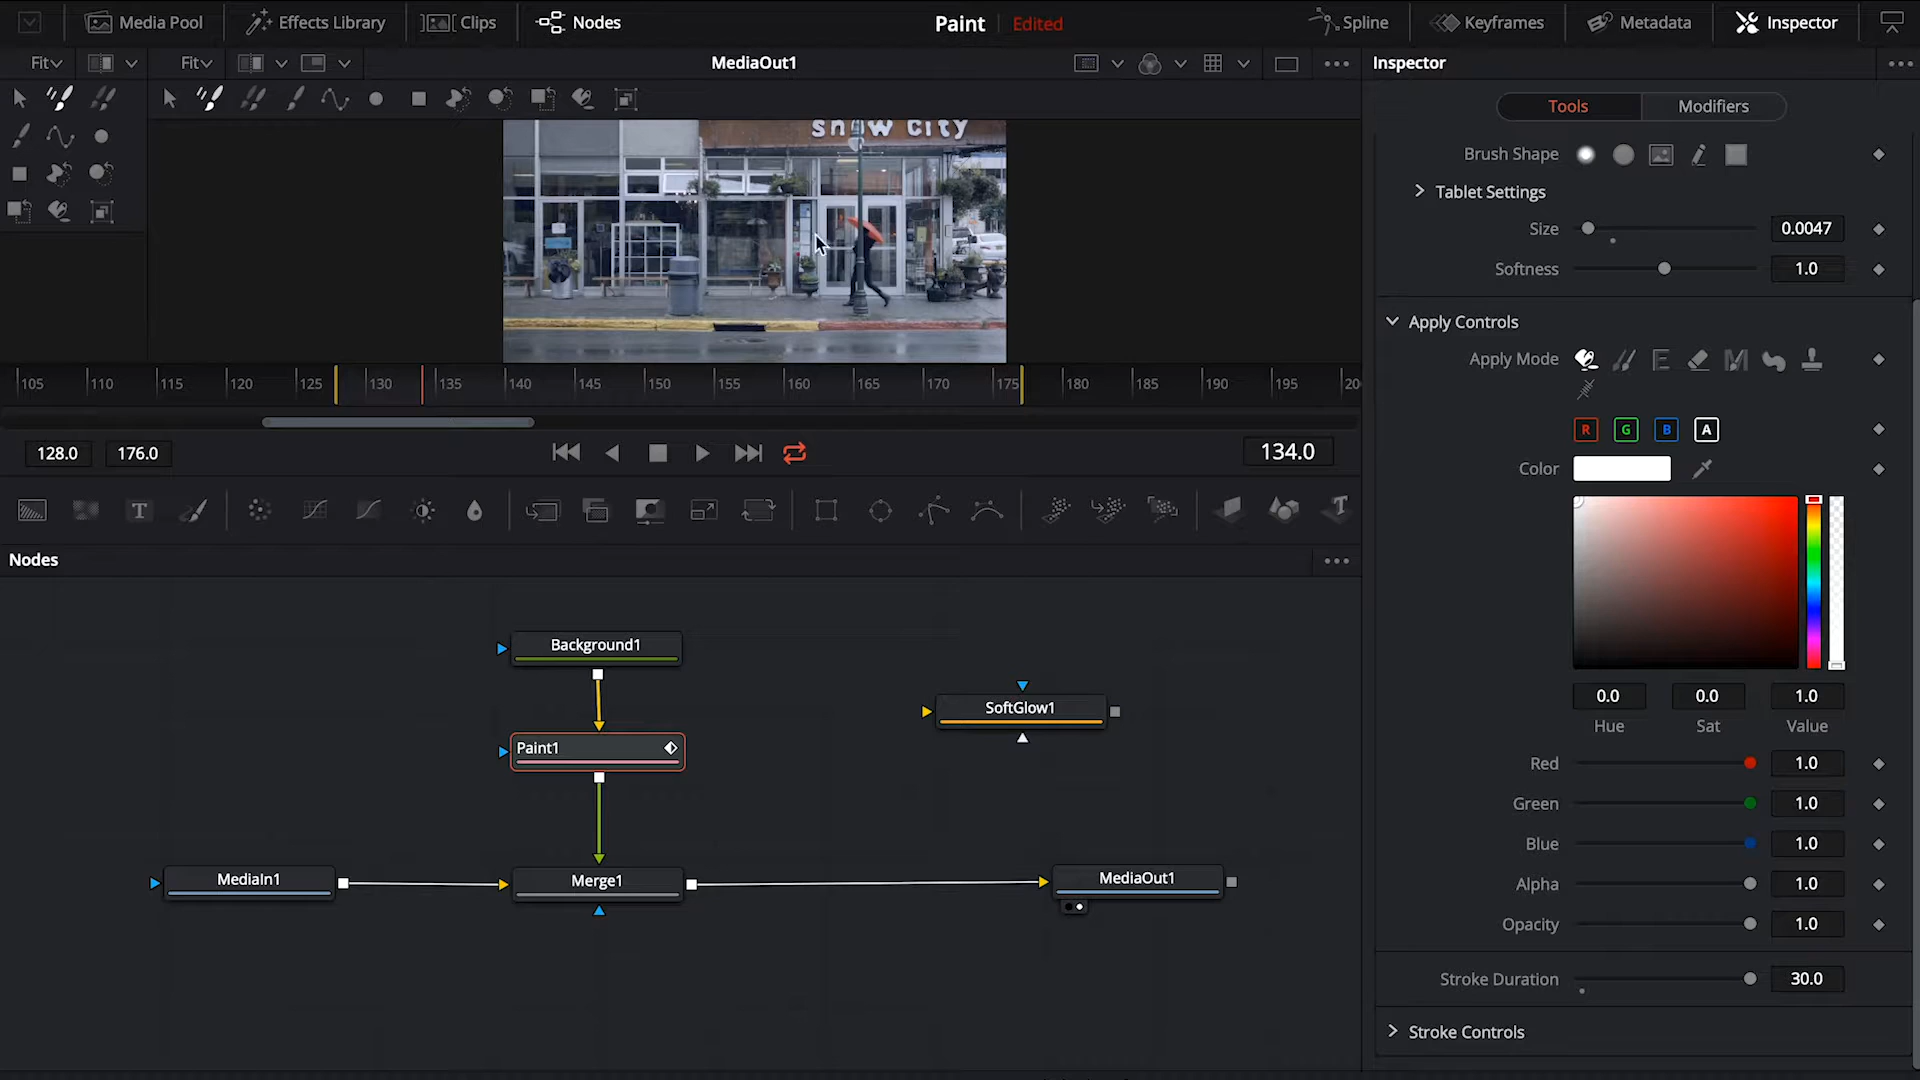 Media Pool
Effects Library
Clips
Nodes
Paint
Edited
Spline
Keyframes
Metadata
Inspector
Fit
Fit
MediaOut1
Inspector
Tools
Modifiers
snow city
Brush Shape
Tablet Settings
Size
0.0047
Softness
1.0
Apply Controls
Apply Mode
E
R
G
B
A
105
110
115
120
125
130
135
140
145
150
155
160
165
170
175
180
185
190
195
20
128.0
176.0
134.0
Color
T
T
Nodes
Background1
Paint1
SoftGlow1
MediaIn1
Merge1
MediaOut1
0.0
0.0
1.0
Hue
Sat
Value
Red
1.0
Green
1.0
Blue
1.0
Alpha
1.0
Opacity
1.0
Stroke Duration
30.0
Stroke Controls